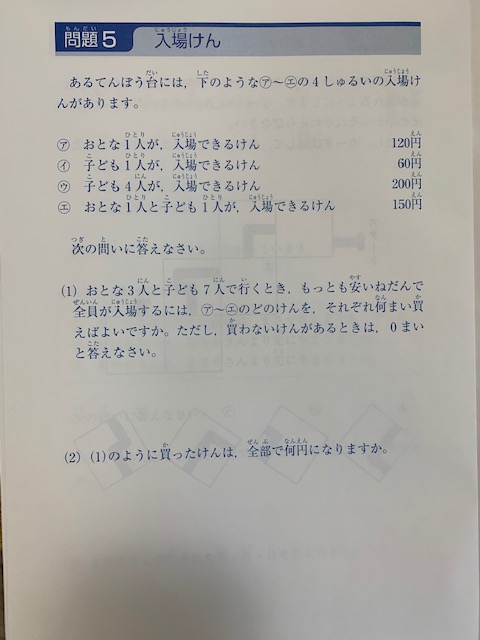 問題5 入場けん
あるてんぼう台には，下のような㋐～㋓の4しゅるいの入場け
んがあります。
㋐ おとな1人が，入場できるけん 120円
㋑ 子ども1人が，入場できるけん 60円
㋒ 子ども4人が，入場できるけん 200円
㋓ おとな1人と子ども1人が，入場できるけん 150円
次の問いに答えなさい。
(1) おとな3人と子ども7人で行くとき，もっとも安いねだんで
全員が入場するには，㋐～㋓のどのけんを，それぞれ何まい買
えばよいですか。ただし，買わないけんがあるときは，0まい
と答えなさい。
(2) (1)のように買ったけんは，全部で何円になりますか。